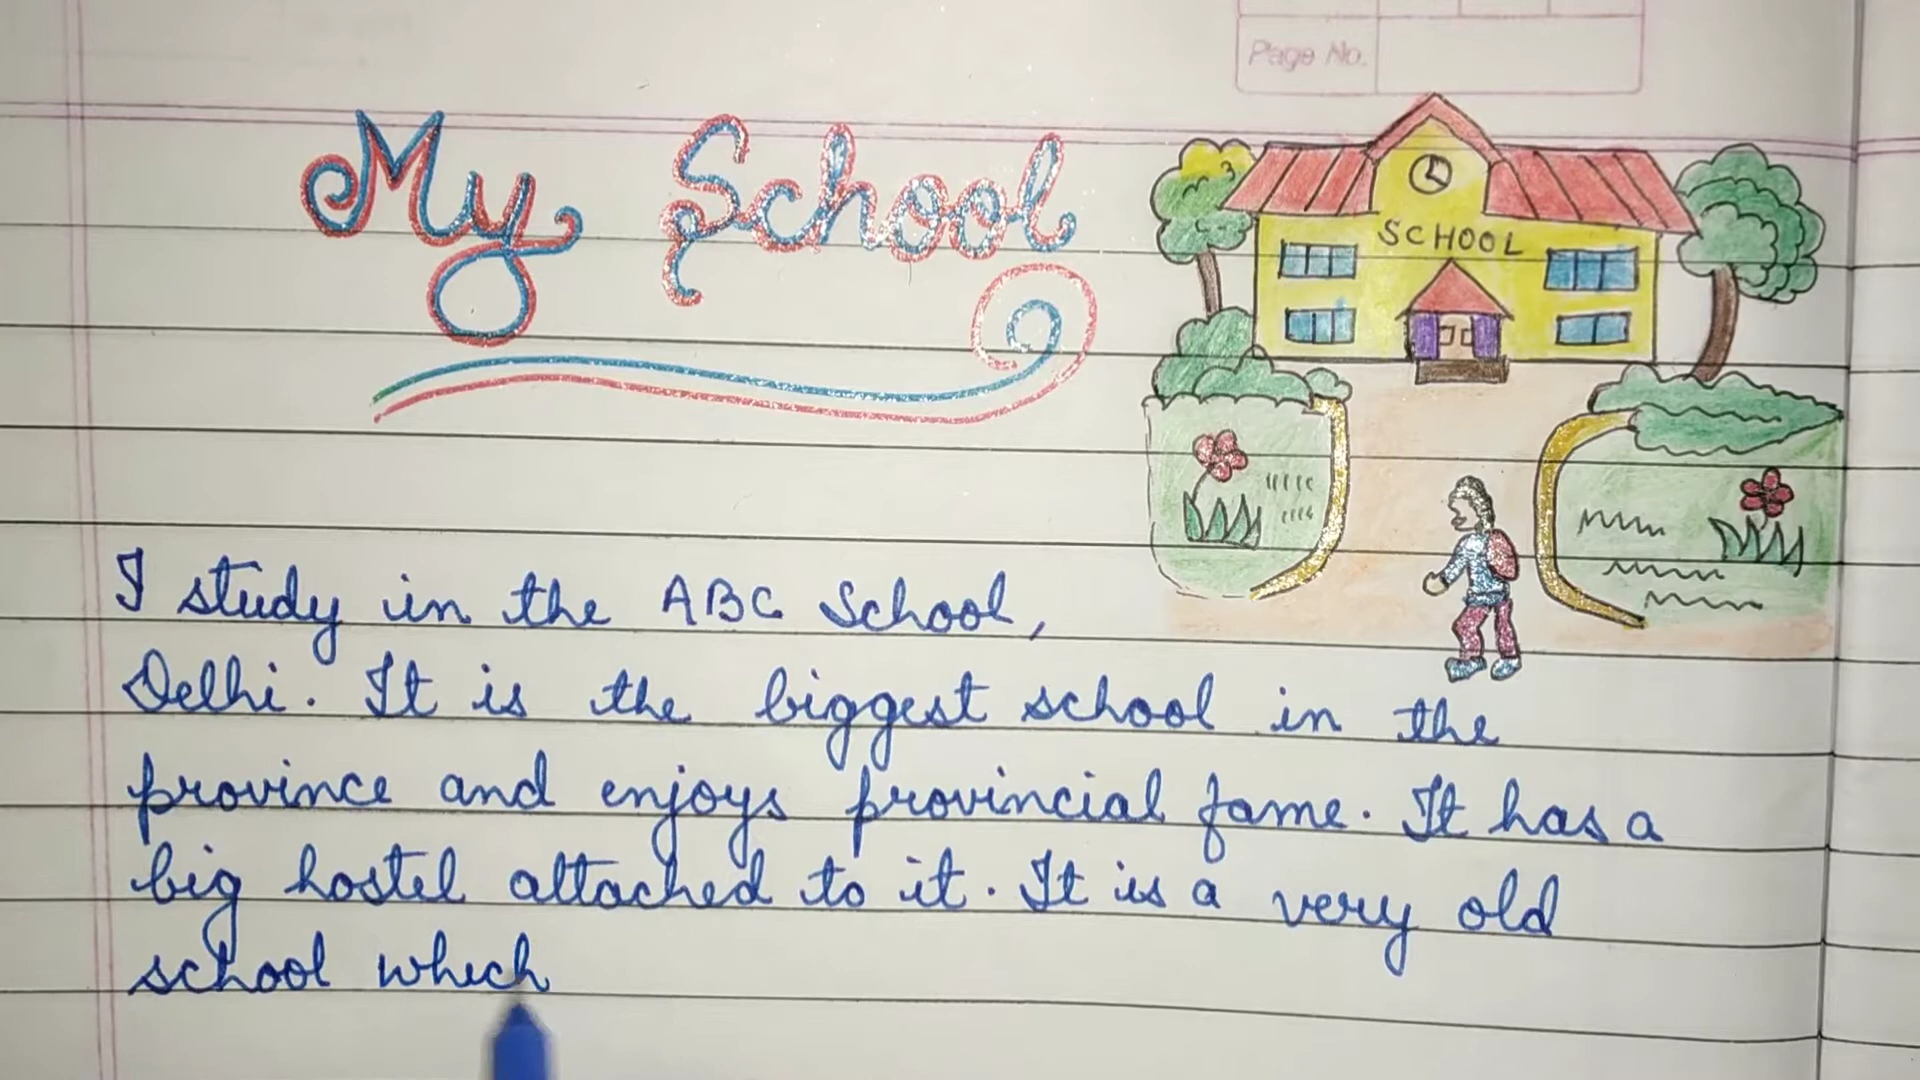 Page No.
My School
SCHOOL
I study in the ABC School,
Delhi. It is the biggest school in the
province and enjoys provincial fame. It has a
big hostel attached to it. It is a very old
school which